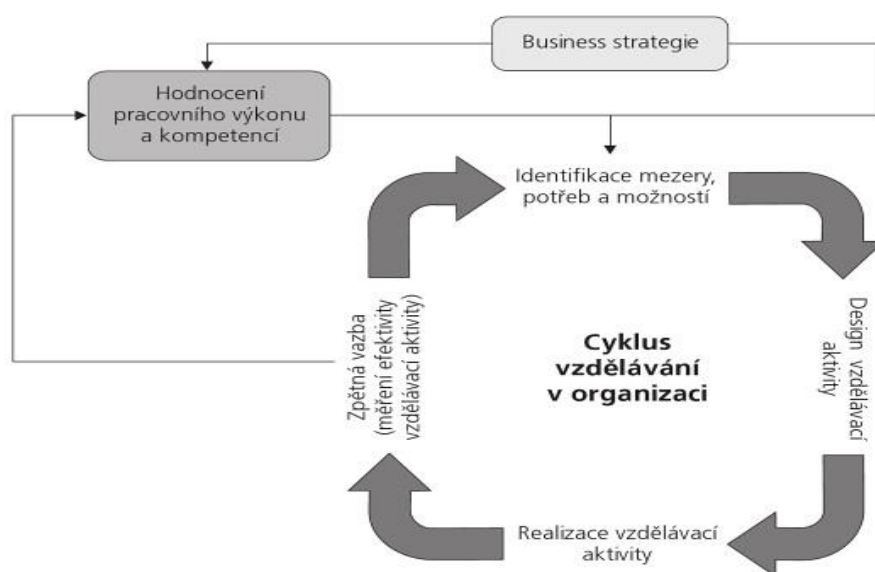 Business strategie
Hodnocení
pracovního výkonu
a kompetencí
Identifikace mezery,
potřeb a možností
Design vzdělávací
aktivity
Cyklus
vzdělávání
v organizaci
Zpětná vazba
(měření efektivity
vzdělávací aktivity)
Realizace vzdělávací
aktivity